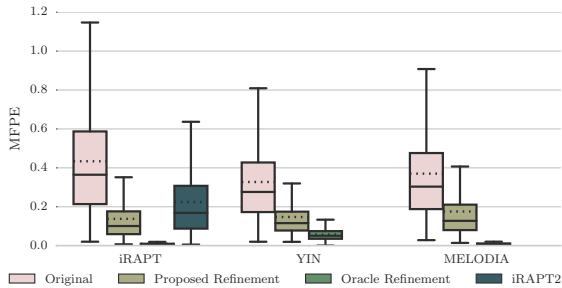 1.2
1.0
0.8
0.6
0.4
0.2
0.0
MFPE
iRAPT YIN MELODIA
Original Proposed Refinement Oracle Refinement iRAPT2